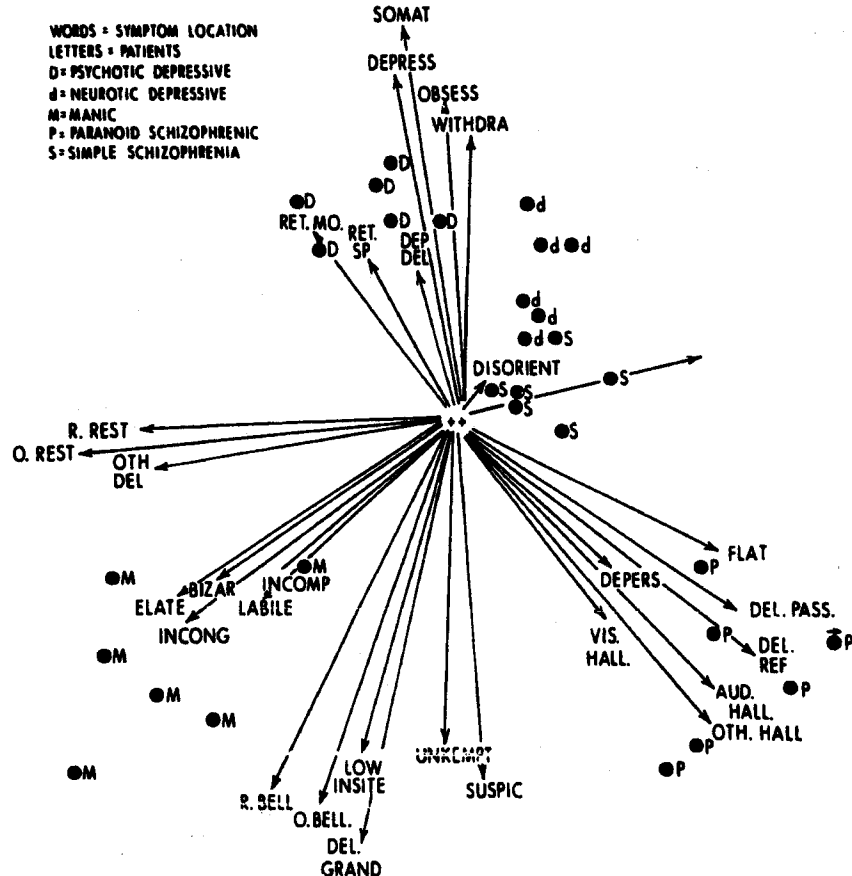 WORDS = SYMPTOM LOCATION
LETTERS = PATIENTS
D = PSYCHOTIC DEPRESSIVE
d = NEUROTIC DEPRESSIVE
M = MANIC
P = PARANOID SCHIZOPHRENIC
S = SIMPLE SCHIZOPHRENIA
SOMAT
DEPRESS
OBSESS
WITHDRA
D
D
D
d
RET. MO.
RET.
SP
D
D
DEP
DEL
D
d
d
d
d
d
S
DISORIENT
S
S
S
S
S
R. REST
O. REST
OTH
DEL
FLAT
M
M
BIZAR
INCOMP
ELATE
LABILE
INCONG
DEPERS
P
DEL. PASS.
VIS.
HALL.
P
DEL.
REF
P
M
M
M
AUD.
HALL.
P
OTH. HALL
P
M
UNKEMPT
LOW
INSITE
SUSPIC
P
R. BELL
O. BELL.
DEL.
GRAND